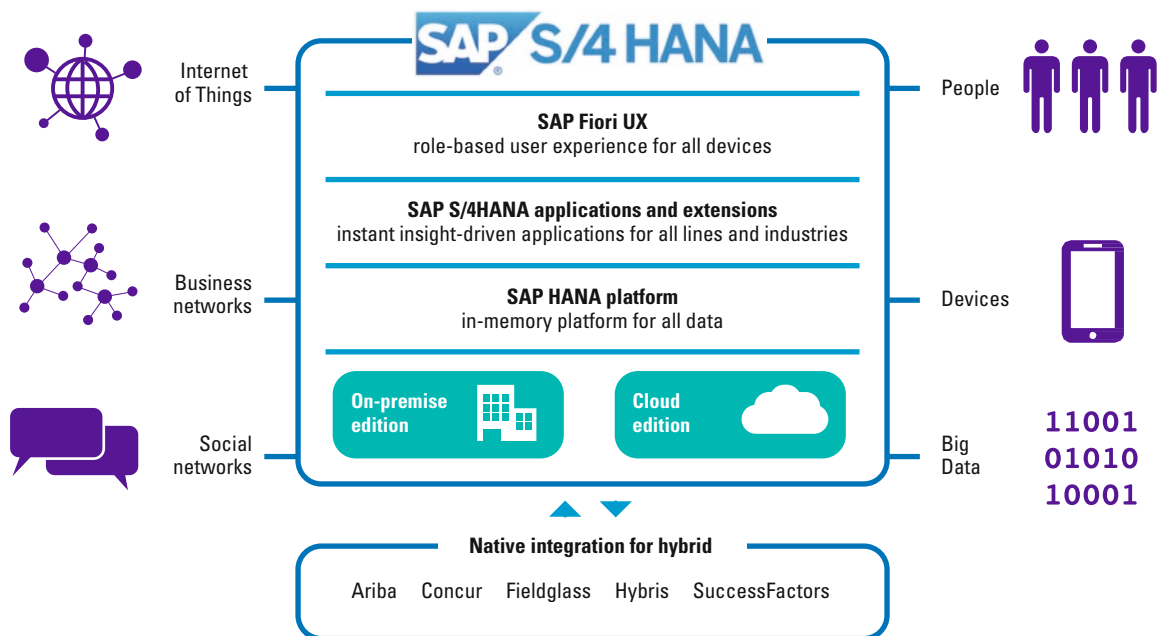 SAP S/4 HANA
®
Internet
of Things
Business
networks
Social
networks
SAP Fiori UX
role-based user experience for all devices
SAP S/4HANA applications and extensions
instant insight-driven applications for all lines and industries
SAP HANA platform
in-memory platform for all data
On-premise
edition
Cloud
edition
People
Devices
Big
Data
11001
01010
10001
Native integration for hybrid
Ariba Concur Fieldglass Hybris SuccessFactors